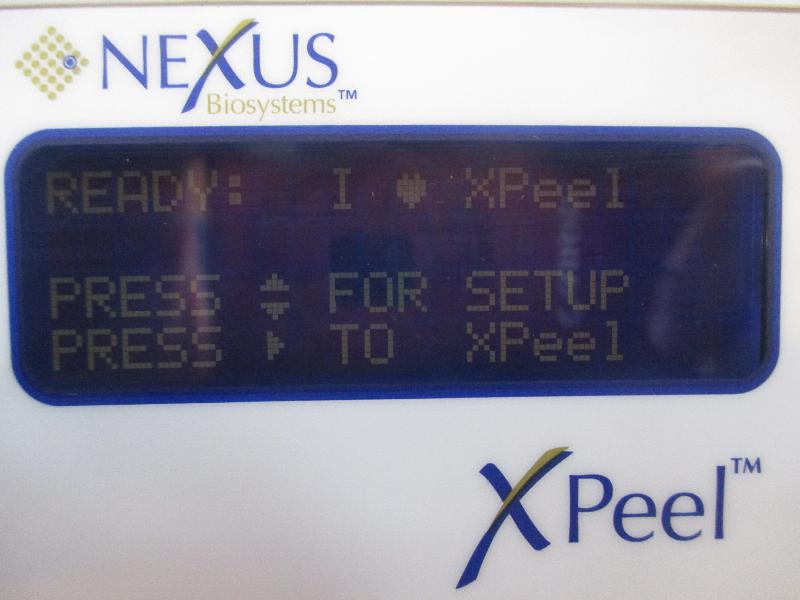 NEXUS
Biosystems™
READY: I ♥ XPeel
PRESS ♦ FOR SETUP
PRESS ▶ TO XPeel
XPeel™